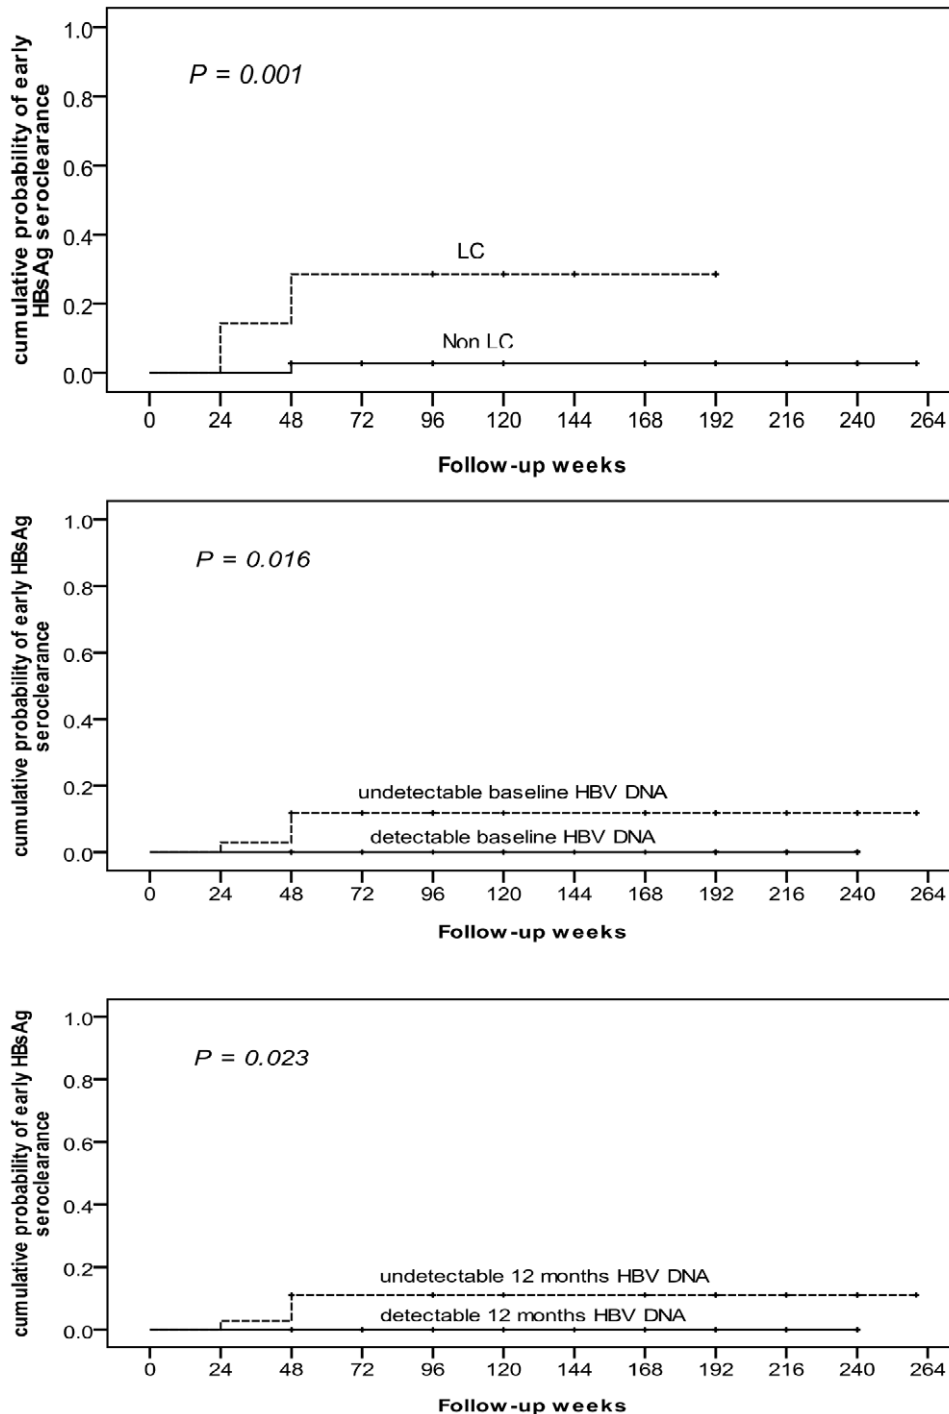 cumulative probability of early
HBsAg seroclearance
1.0
0.8
0.6
0.4
0.2
0.0
P = 0.001
LC
Non LC
0 24 48 72 96 120 144 168 192 216 240 264
Follow-up weeks
cumulative probability of early HBsAg
seroclearance
1.0
0.8
0.6
0.4
0.2
0.0
P = 0.016
undetectable baseline HBV DNA
detectable baseline HBV DNA
0 24 48 72 96 120 144 168 192 216 240 264
Follow-up weeks
cumulative probability of early HBsAg
seroclearance
1.0
0.8
0.6
0.4
0.2
0.0
P = 0.023
undetectable 12 months HBV DNA
detectable 12 months HBV DNA
0 24 48 72 96 120 144 168 192 216 240 264
Follow-up weeks